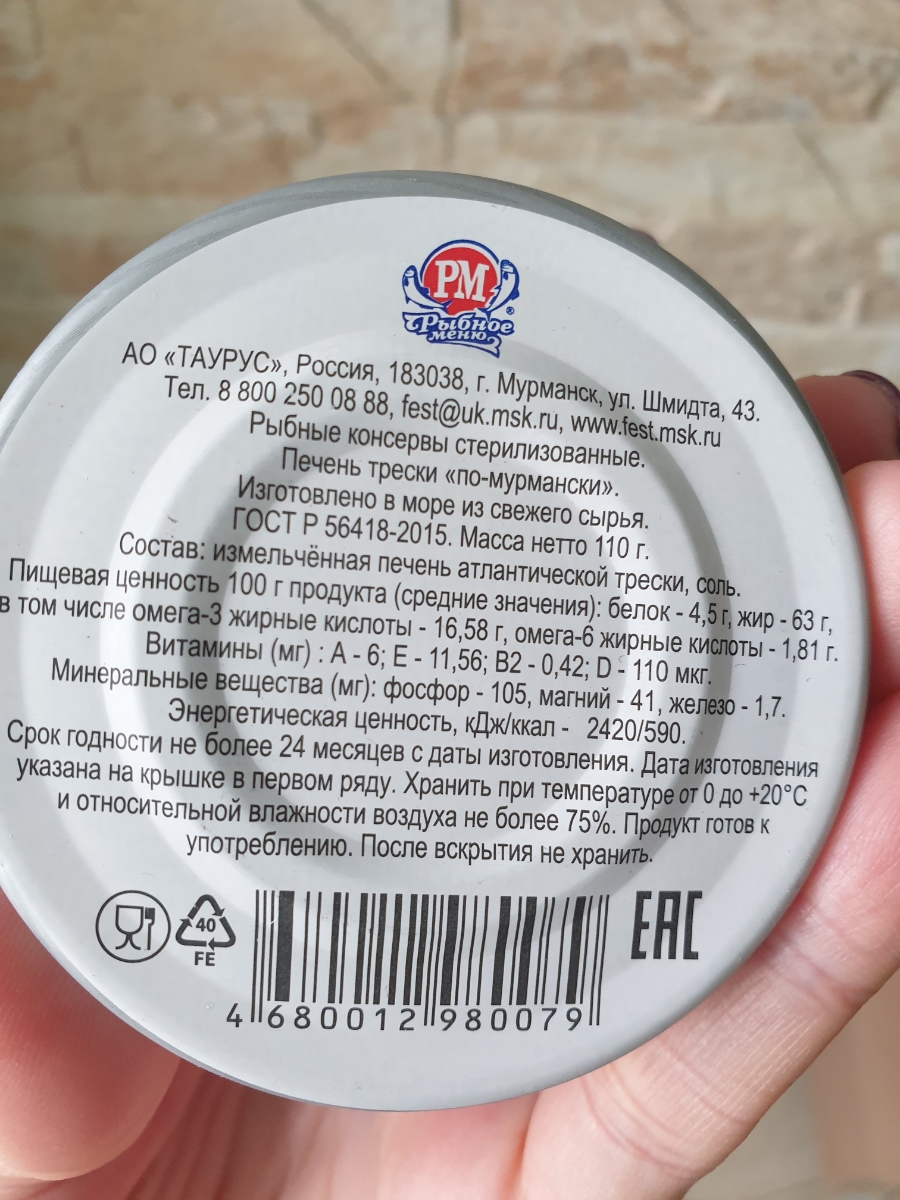 РМ
®
Рыбное
меню
АО «ТАУРУС», Россия, 183038, г. Мурманск, ул. Шмидта, 43.
Тел. 8 800 250 08 88, fest@uk.msk.ru, www.fest.msk.ru
Рыбные консервы стерилизованные.
Печень трески «по-мурмански».
Изготовлено в море из свежего сырья.
ГОСТ Р 56418-2015. Масса нетто 110 г.
Состав: измельчённая печень атлантической трески, соль.
Пищевая ценность 100 г продукта (средние значения): белок - 4,5 г, жир - 63 г,
в том числе омега-3 жирные кислоты - 16,58 г, омега-6 жирные кислоты - 1,81 г.
Витамины (мг) : А - 6; Е - 11,56; В2 - 0,42; D - 110 мкг.
Минеральные вещества (мг): фосфор - 105, магний - 41, железо - 1,7.
Энергетическая ценность, кДж/ккал - 2420/590.
Срок годности не более 24 месяцев с даты изготовления. Дата изготовления
указана на крышке в первом ряду. Хранить при температуре от 0 до +20°С
и относительной влажности воздуха не более 75%. Продукт готов к
употреблению. После вскрытия не хранить.
40
FE
EAC
4 680012 980079